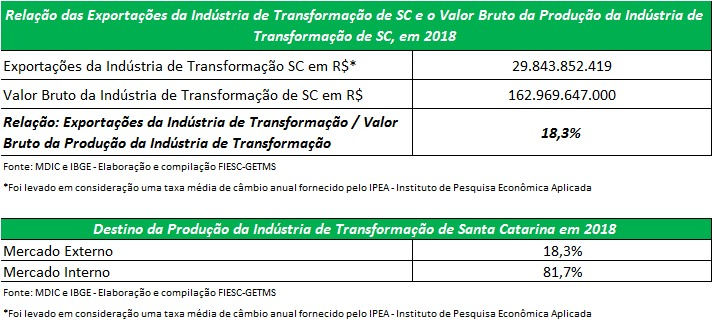 Relação das Exportações da Indústria de Transformação de SC e o Valor Bruto da Produção da Indústria de
Transformação de SC, em 2018
Exportações da Indústria de Transformação SC em R$* 29.843.852.419
Valor Bruto da Indústria de Transformação de SC em R$ 162.969.647.000
Relação: Exportações da Indústria de Transformação / Valor
Bruto da Produção da Indústria de Transformação 18,3%
Fonte: MDIC e IBGE - Elaboração e compilação FIESC-GETMS
*Foi levado em consideração uma taxa média de câmbio anual fornecido pelo IPEA - Instituto de Pesquisa Econômica Aplicada
Destino da Produção da Indústria de Transformação de Santa Catarina em 2018
Mercado Externo 18,3%
Mercado Interno 81,7%
Fonte: MDIC e IBGE - Elaboração e compilação FIESC-GETMS
*Foi levado em consideração uma taxa média de câmbio anual fornecido pelo IPEA - Instituto de Pesquisa Econômica Aplicada